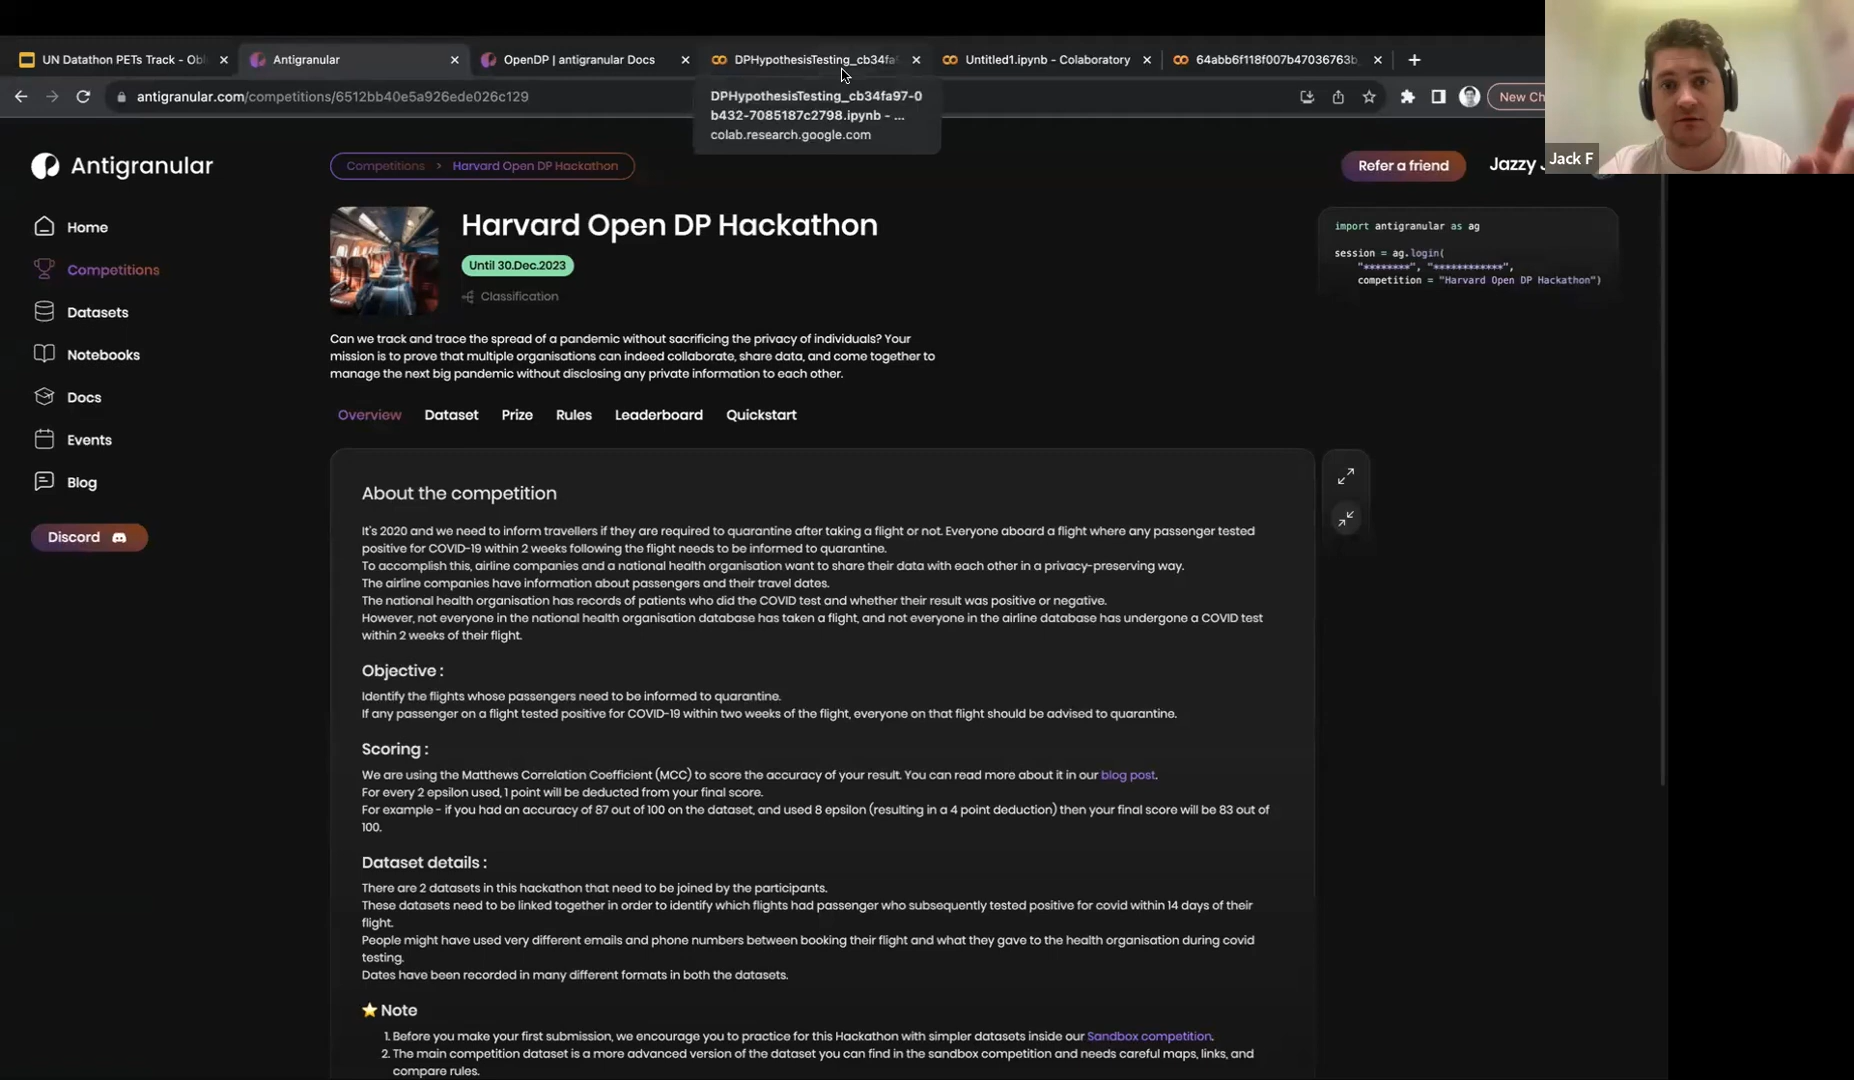 UN Datathon PETs Track - Obl
Antigranular
OpenDP | antigranular Docs
DPHypothesisTesting_cb34fa
Untitled1.ipynb - Colaboratory
64abb6f118f007b47036763b
antigranular.com/competitions/6512bb40e5a926ede026c129
New Ch
DPHypothesisTesting_cb34fa97-0
b432-7085187c2798.ipynb - ...
colab.research.google.com
Jack F
Antigranular
Competitions > Harvard Open DP Hackathon
Refer a friend
Jazzy J
Home
Competitions
Datasets
Notebooks
Docs
Events
Blog
Discord
Harvard Open DP Hackathon
Until 30.Dec.2023
Classification
import antigranular as ag
session = ag.login(
"********", "************",
competition = "Harvard Open DP Hackathon")
Can we track and trace the spread of a pandemic without sacrificing the privacy of individuals? Your
mission is to prove that multiple organisations can indeed collaborate, share data, and come together to
manage the next big pandemic without disclosing any private information to each other.
Overview Dataset Prize Rules Leaderboard Quickstart
About the competition
It's 2020 and we need to inform travellers if they are required to quarantine after taking a flight or not. Everyone aboard a flight where any passenger tested
positive for COVID-19 within 2 weeks following the flight needs to be informed to quarantine.
To accomplish this, airline companies and a national health organisation want to share their data with each other in a privacy-preserving way.
The airline companies have information about passengers and their travel dates.
The national health organisation has records of patients who did the COVID test and whether their result was positive or negative.
However, not everyone in the national health organisation database has taken a flight, and not everyone in the airline database has undergone a COVID test
within 2 weeks of their flight.
Objective :
Identify the flights whose passengers need to be informed to quarantine.
If any passenger on a flight tested positive for COVID-19 within two weeks of the flight, everyone on that flight should be advised to quarantine.
Scoring :
We are using the Matthews Correlation Coefficient (MCC) to score the accuracy of your result. You can read more about it in our blog post.
For every 2 epsilon used, 1 point will be deducted from your final score.
For example - if you had an accuracy of 87 out of 100 on the dataset, and used 8 epsilon (resulting in a 4 point deduction) then your final score will be 83 out of
100.
Dataset details :
There are 2 datasets in this hackathon that need to be joined by the participants.
These datasets need to be linked together in order to identify which flights had passenger who subsequently tested positive for covid within 14 days of their
flight.
People might have used very different emails and phone numbers between booking their flight and what they gave to the health organisation during covid
testing.
Dates have been recorded in many different formats in both the datasets.
⭐ Note
1. Before you make your first submission, we encourage you to practice for this Hackathon with simpler datasets inside our Sandbox competition.
2. The main competition dataset is a more advanced version of the dataset you can find in the sandbox competition and needs careful maps, links, and
compare rules.